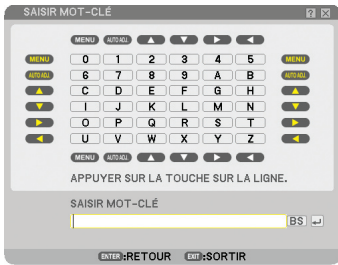 SAISIR MOT-CLÉ
MENU AUTO ADJ.
MENU 0 1 2 3 4 5 MENU
AUTO ADJ. 6 7 8 9 A B AUTO ADJ.
C D E F G H
I J K L M N
O P Q R S T
U V W X Y Z
MENU AUTO ADJ.
APPUYER SUR LA TOUCHE SUR LA LIGNE.
SAISIR MOT-CLÉ
BS
ENTER :RETOUR EXIT :SORTIR